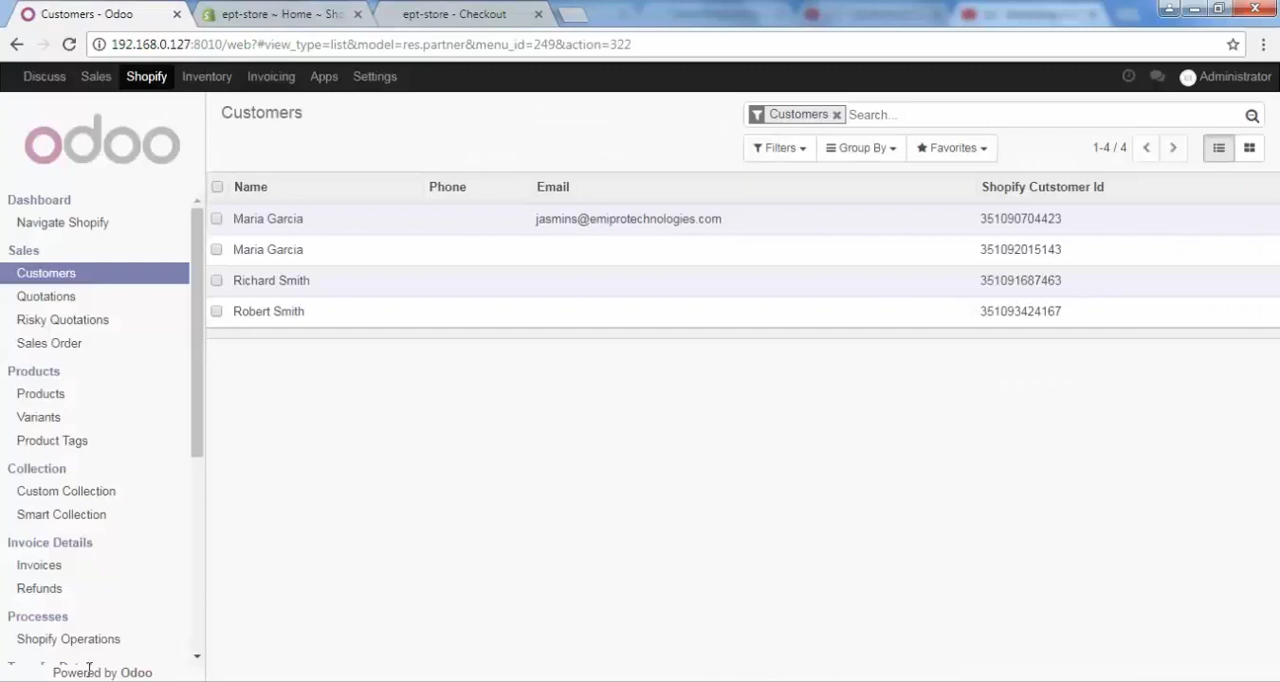 Customers - Odoo
ept-store ~ Home ~ Sh
ept-store - Checkout
192.168.0.127:8010/web?#view_type=list&model=res.partner&menu_id=249&action=322
Discuss Sales Shopify Inventory Invoicing Apps Settings
Administrator
odoo
Customers
Customers Search...
Filters Group By Favorites
1-4 / 4
Dashboard
Navigate Shopify
Sales
Customers
Quotations
Risky Quotations
Sales Order
Products
Products
Variants
Product Tags
Collection
Custom Collection
Smart Collection
Invoice Details
Invoices
Refunds
Processes
Shopify Operations
Powered by Odoo
Name Phone Email Shopify Cutstomer Id
Maria Garcia jasmins@emiprotechnologies.com 351090704423
Maria Garcia 351092015143
Richard Smith 351091687463
Robert Smith 351093424167